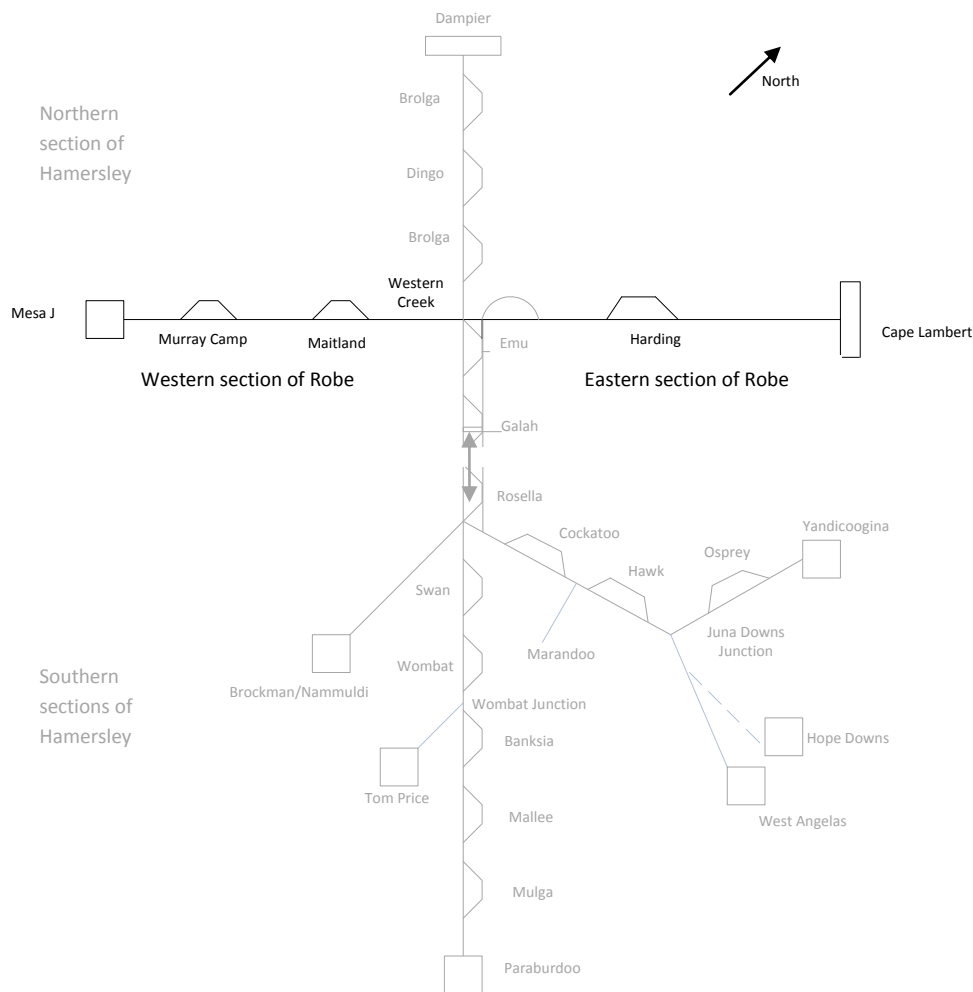 Dampier
North
Brolga
Northern
section of
Hamersley
Dingo
Brolga
Western
Creek
Mesa J
Murray Camp
Maitland
Emu
Harding
Cape Lambert
Western section of Robe
Eastern section of Robe
Galah
Rosella
Cockatoo
Yandicoogina
Osprey
Hawk
Swan
Juna Downs
Junction
Marandoo
Wombat
Brockman/Nammuldi
Southern
sections of
Hamersley
Wombat Junction
Banksia
Hope Downs
Tom Price
Mallee
West Angelas
Mulga
Paraburdoo